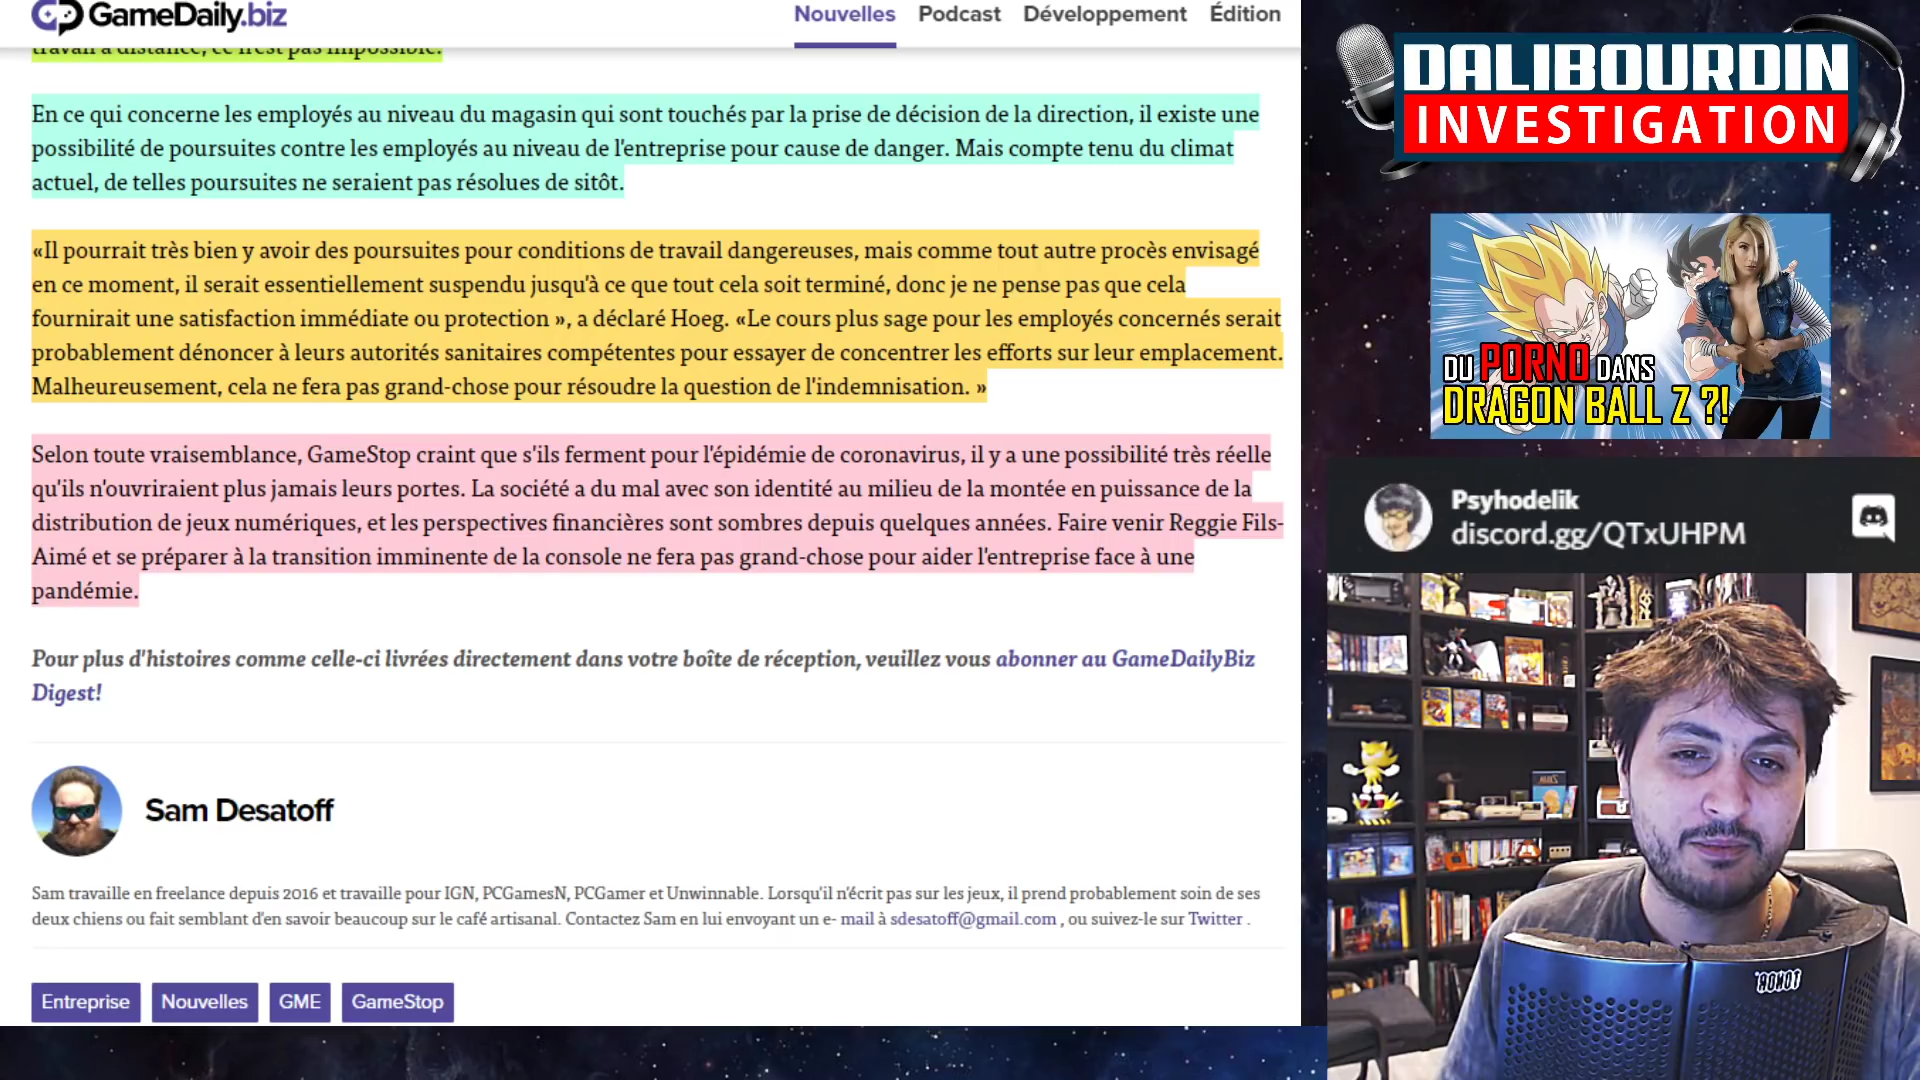 GameDaily.biz
Nouvelles Podcast Développement Édition
travail à distance, ce n'est pas impossible.
En ce qui concerne les employés au niveau du magasin qui sont touchés par la prise de décision de la direction, il existe une
possibilité de poursuites contre les employés au niveau de l'entreprise pour cause de danger. Mais compte tenu du climat
actuel, de telles poursuites ne seraient pas résolues de sitôt.
«Il pourrait très bien y avoir des poursuites pour conditions de travail dangereuses, mais comme tout autre procès envisagé
en ce moment, il serait essentiellement suspendu jusqu'à ce que tout cela soit terminé, donc je ne pense pas que cela
fournirait une satisfaction immédiate ou protection », a déclaré Hoeg. «Le cours plus sage pour les employés concernés serait
probablement dénoncer à leurs autorités sanitaires compétentes pour essayer de concentrer les efforts sur leur emplacement.
Malheureusement, cela ne fera pas grand-chose pour résoudre la question de l'indemnisation. »
Selon toute vraisemblance, GameStop craint que s'ils ferment pour l'épidémie de coronavirus, il y a une possibilité très réelle
qu'ils n'ouvriraient plus jamais leurs portes. La société a du mal avec son identité au milieu de la montée en puissance de la
distribution de jeux numériques, et les perspectives financières sont sombres depuis quelques années. Faire venir Reggie Fils-
Aimé et se préparer à la transition imminente de la console ne fera pas grand-chose pour aider l'entreprise face à une
pandémie.
Pour plus d'histoires comme celle-ci livrées directement dans votre boîte de réception, veuillez vous abonner au GameDailyBiz
Digest!
Sam Desatoff
Sam travaille en freelance depuis 2016 et travaille pour IGN, PCGamesN, PCGamer et Unwinnable. Lorsqu'il n'écrit pas sur les jeux, il prend probablement soin de ses
deux chiens ou fait semblant d'en savoir beaucoup sur le café artisanal. Contactez Sam en lui envoyant un e- mail à sdesatoff@gmail.com , ou suivez-le sur Twitter .
Entreprise Nouvelles GME GameStop
DALIBOURDIN
INVESTIGATION
DU PORNO DANS
DRAGON BALL Z ?!
Psyhodelik
discord.gg/QTxUHPM